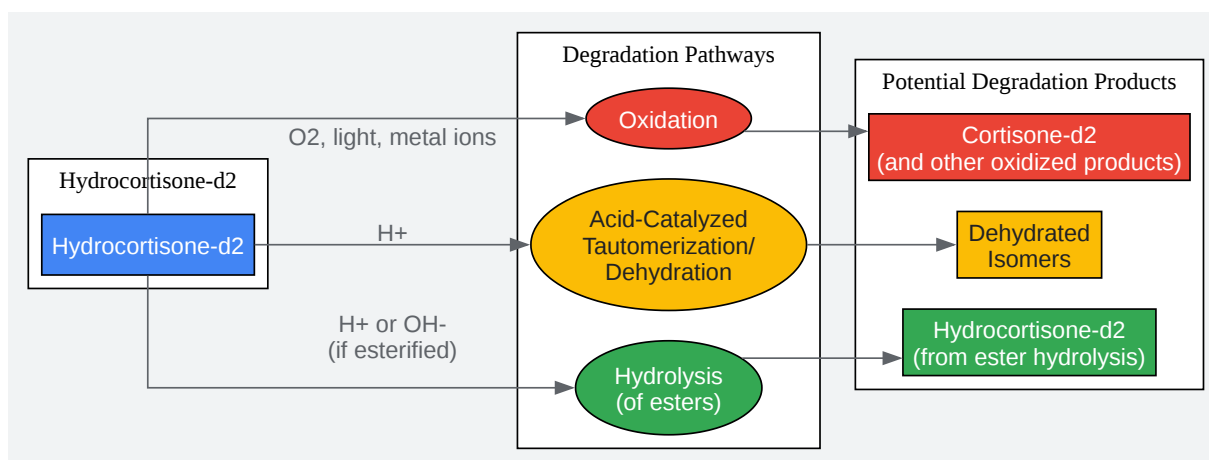 Hydrocortisone-d2
Hydrocortisone-d2
O2, light, metal ions
H+
H+ or OH-
(if esterified)
Degradation Pathways
Oxidation
Acid-Catalyzed
Tautomerization/
Dehydration
Hydrolysis
(of esters)
Potential Degradation Products
Cortisone-d2
(and other oxidized products)
Dehydrated
Isomers
Hydrocortisone-d2
(from ester hydrolysis)